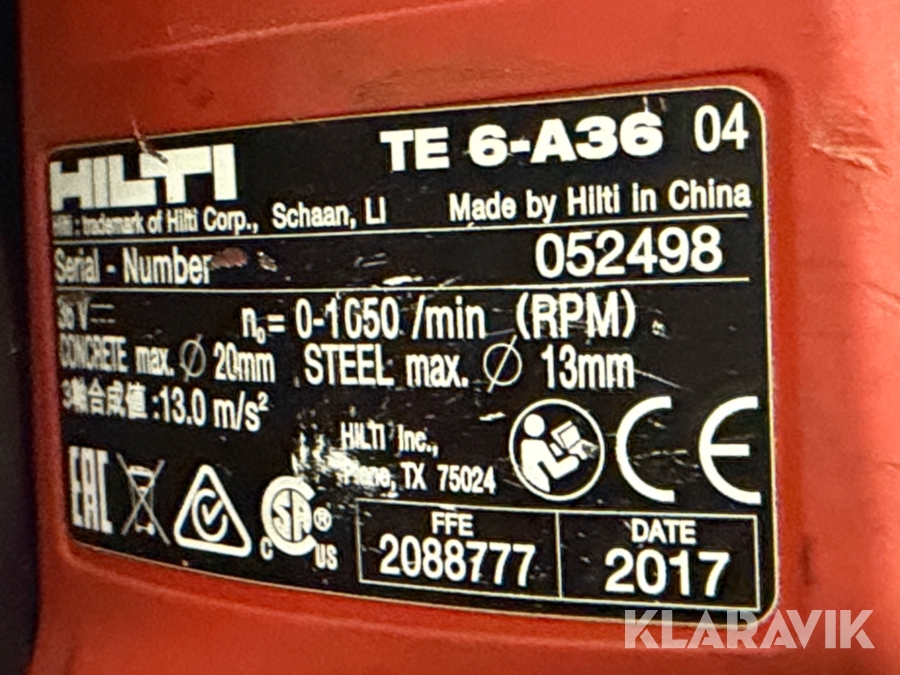 HILTI TE 6-A36 04
Hilti : trademark of Hilti Corp., Schaan, LI Made by Hilti in China
Serial - Number 052498
36 V n₀= 0-1050 /min (RPM)
CONCRETE max. Ø 20mm STEEL max. Ø 13mm
3軸合成値 :13.0 m/s²
HILTI Inc.,
Plano, TX 75024
CE
EAC
SA®
C US
FFE DATE
2088777 2017
KLARAVIK